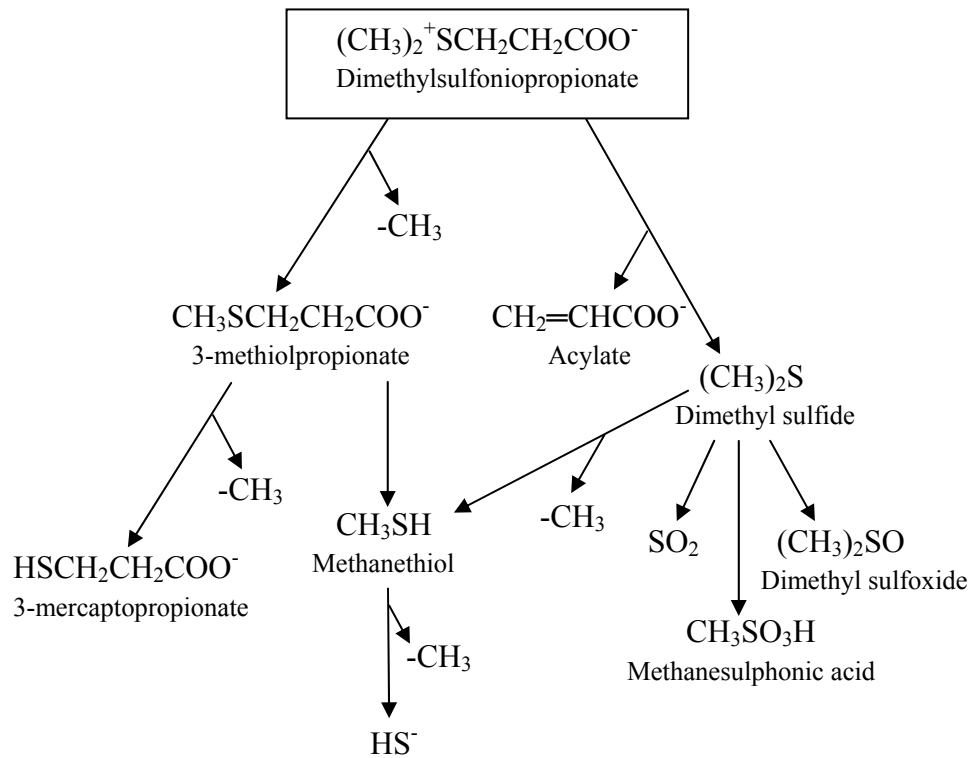 (CH₃)₂⁺SCH₂CH₂COO⁻
Dimethylsulfoniopropionate
-CH₃
CH₃SCH₂CH₂COO⁻
3-methiolpropionate
CH₂=CHCOO⁻
Acylate
(CH₃)₂S
Dimethyl sulfide
-CH₃
CH₃SH
Methanethiol
-CH₃
SO₂
(CH₃)₂SO
Dimethyl sulfoxide
HSCH₂CH₂COO⁻
3-mercaptopropionate
CH₃SO₃H
Methanesulphonic acid
-CH₃
HS⁻